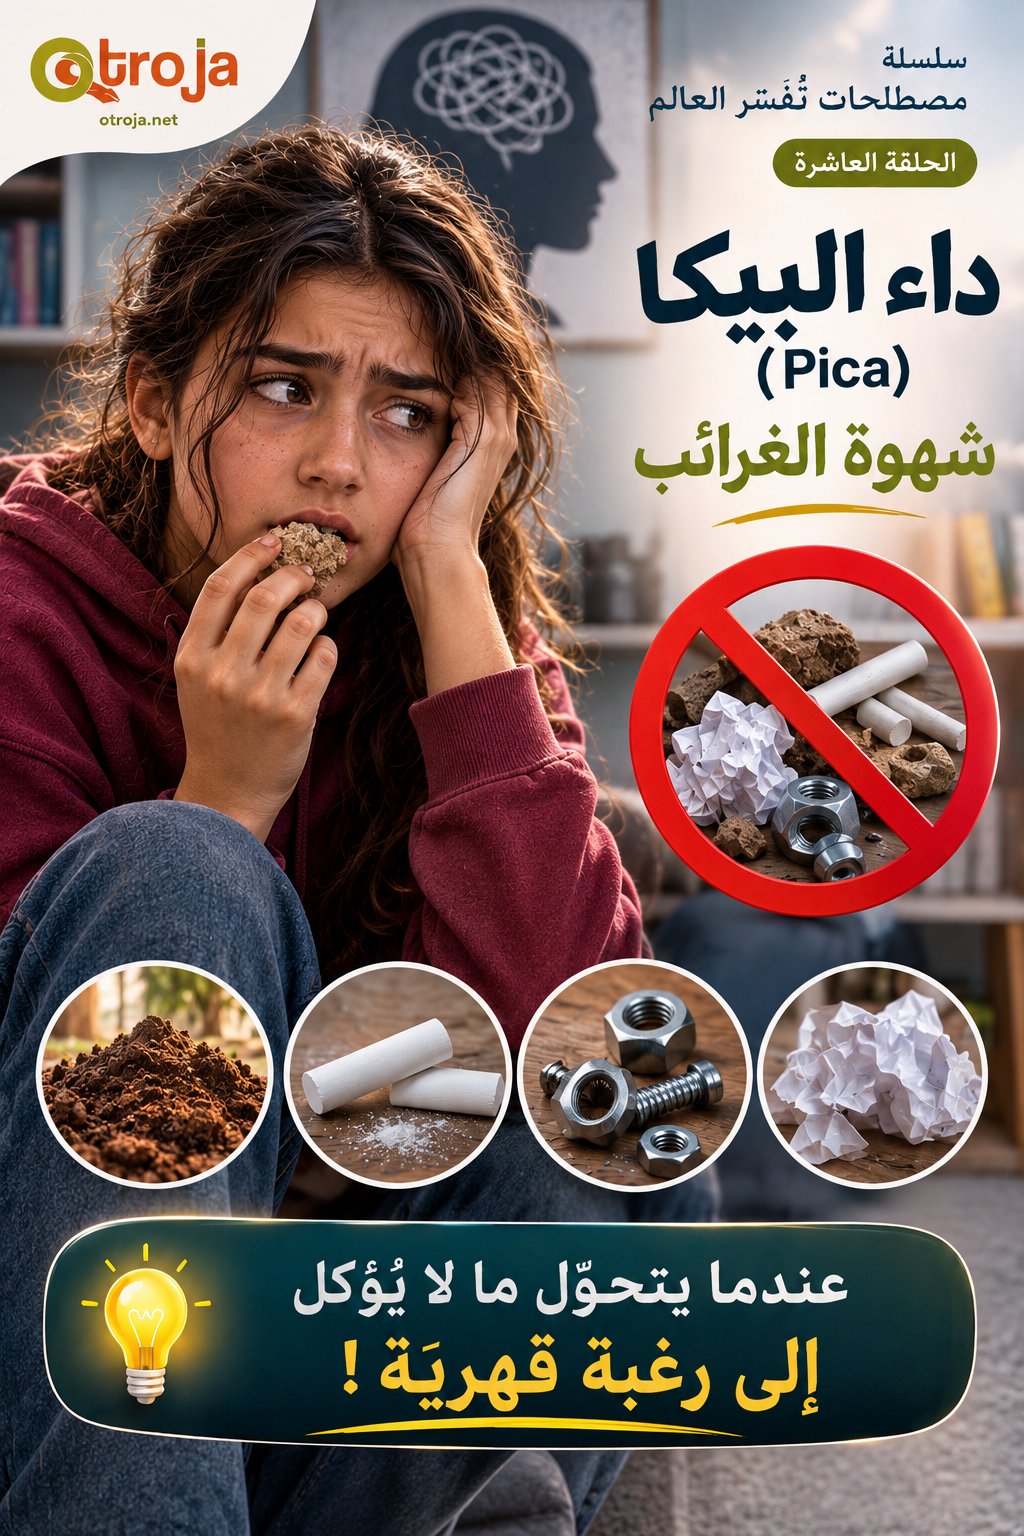 Otroja
otroja.net
سلسلة
مصطلحات تُفَسّر العالم
الحلقة العاشرة
داء البيكا
(Pica)
شهوة الغرائب
عندما يتحوّل ما لا يُؤكل
إلى رغبة قهريَة !